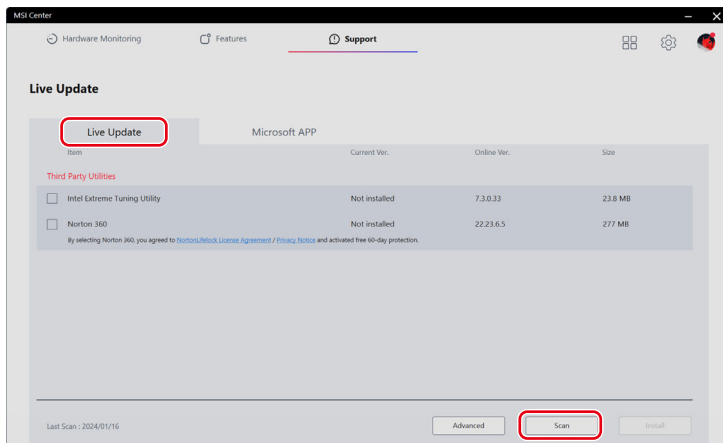 MSI Center
Hardware Monitoring
Features
Support
Live Update
Live Update
Microsoft APP
Item Current Ver. Online Ver. Size
Third Party Utilities
Intel Extreme Tuning Utility Not installed 7.3.0.33 23.8 MB
Norton 360 Not installed 22.23.6.5 277 MB
By selecting Norton 360, you agreed to NortonLifelock License Agreement / Privacy Notice and activated free 60-day protection.
Last Scan : 2024/01/16
Advanced
Scan
Install